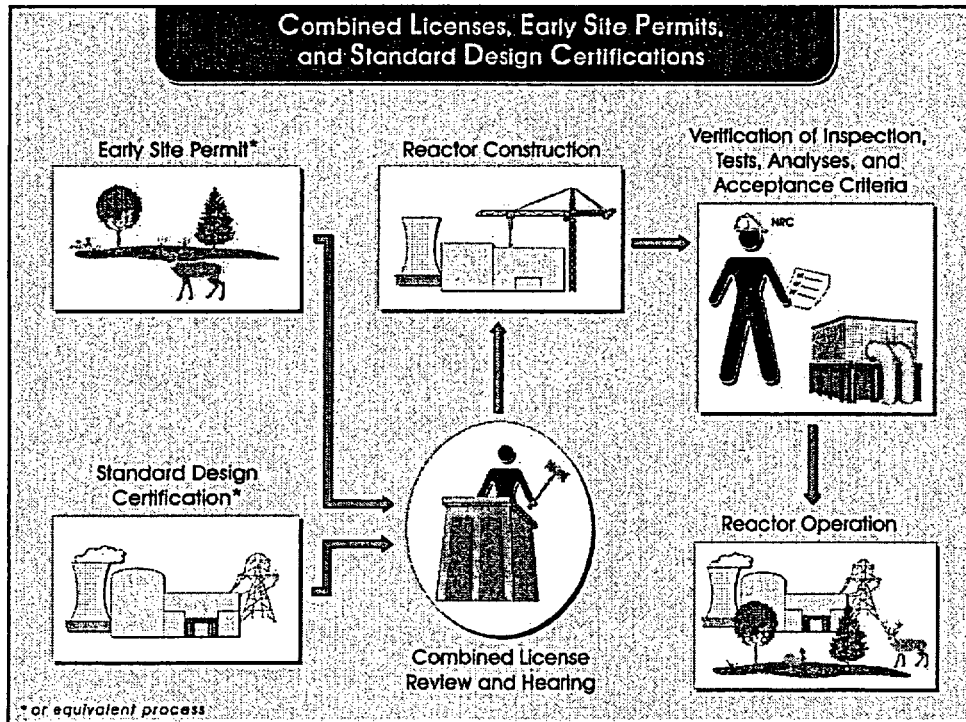 Combined Licenses, Early Site Permits,
and Standard Design Certifications
Early Site Permit*
Reactor Construction
Verification of Inspection,
Tests, Analyses, and
Acceptance Criteria
NRC
Standard Design
Certification*
Combined License
Review and Hearing
Reactor Operation
* or equivalent process